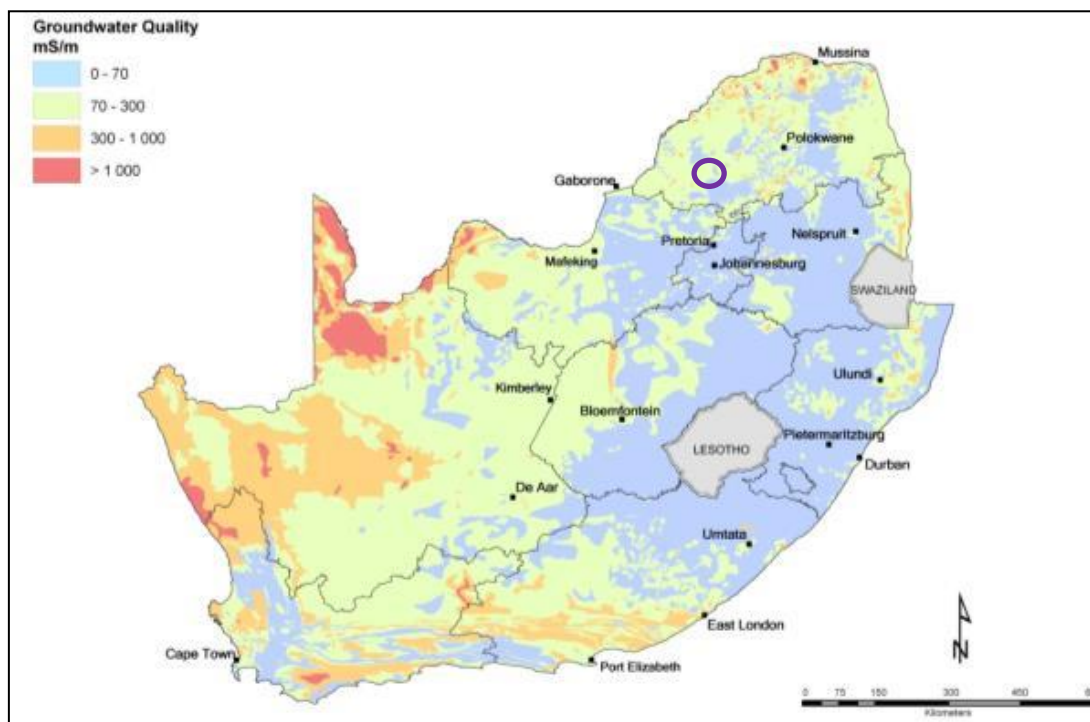 Groundwater Quality
mS/m
0 - 70
70 - 300
300 - 1 000
> 1 000
Mussina
Polokwane
Gaborone
Pretoria
Nelspruit
Mafeking
Johannesburg
SWAZILAND
Ulundi
Kimberley
Bloemfontein
Pietermaritzburg
LESOTHO
Durban
De Aar
Umtata
East London
Cape Town
Port Elizabeth
N
0 75 150 300 450
Kilometers